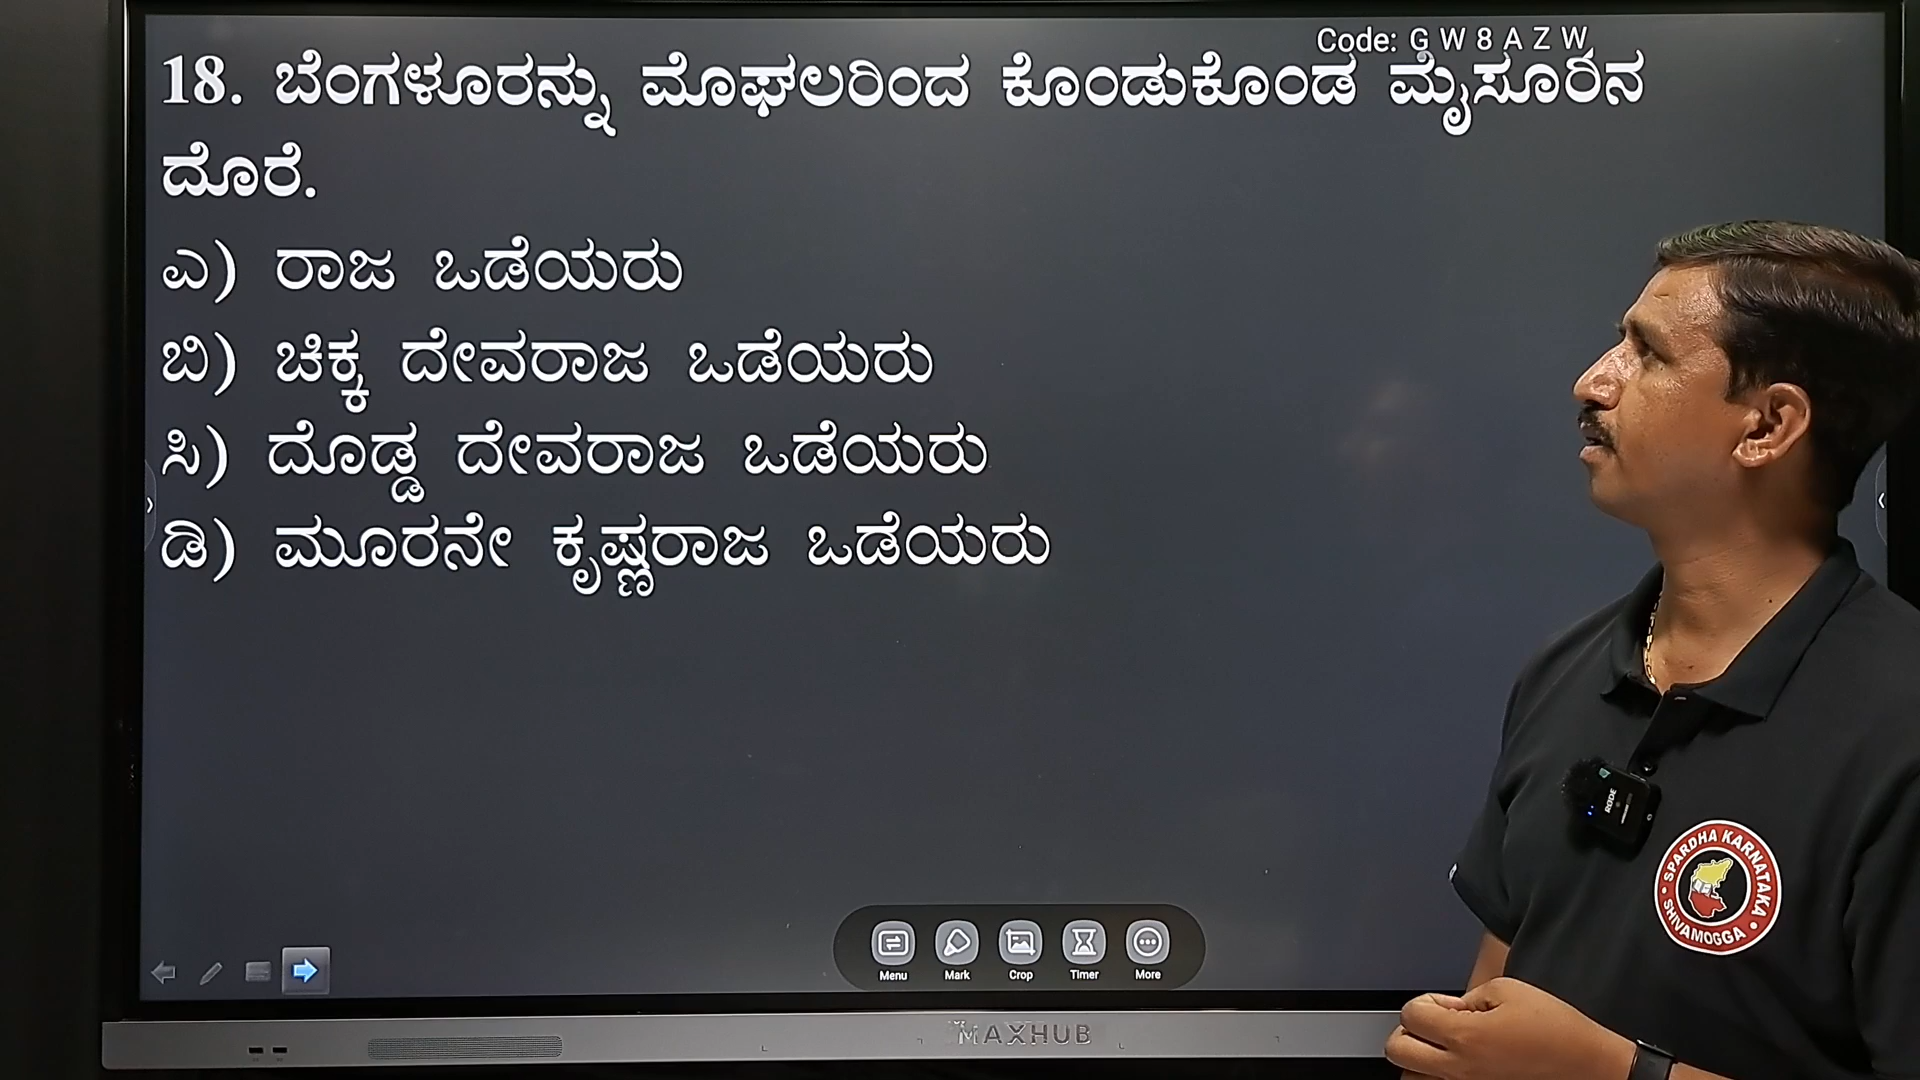 Code: G W 8 A Z W
18. ಬೆಂಗಳೂರನ್ನು ಮೊಘಲರಿಂದ ಕೊಂಡುಕೊಂಡ ಮೈಸೂರಿನ
ದೊರೆ.
ಎ) ರಾಜ ಒಡೆಯರು
ಬಿ) ಚಿಕ್ಕ ದೇವರಾಜ ಒಡೆಯರು
ಸಿ) ದೊಡ್ಡ ದೇವರಾಜ ಒಡೆಯರು
ಡಿ) ಮೂರನೇ ಕೃಷ್ಣರಾಜ ಒಡೆಯರು
RODE
SPARDHA KARNATAKA
SHIVAMOGGA
Menu Mark Crop Timer More
MAXHUB